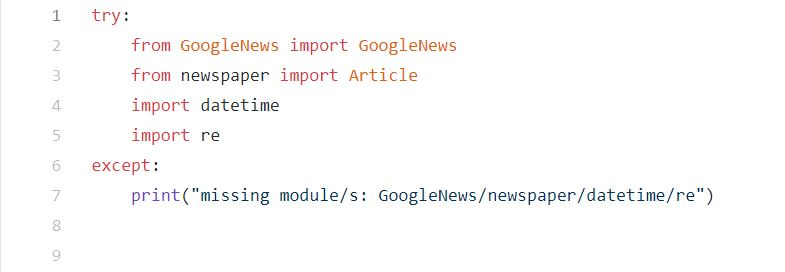 1 try:
2     from GoogleNews import GoogleNews
3     from newspaper import Article
4     import datetime
5     import re
6 except:
7     print("missing module/s: GoogleNews/newspaper/datetime/re")
8
9